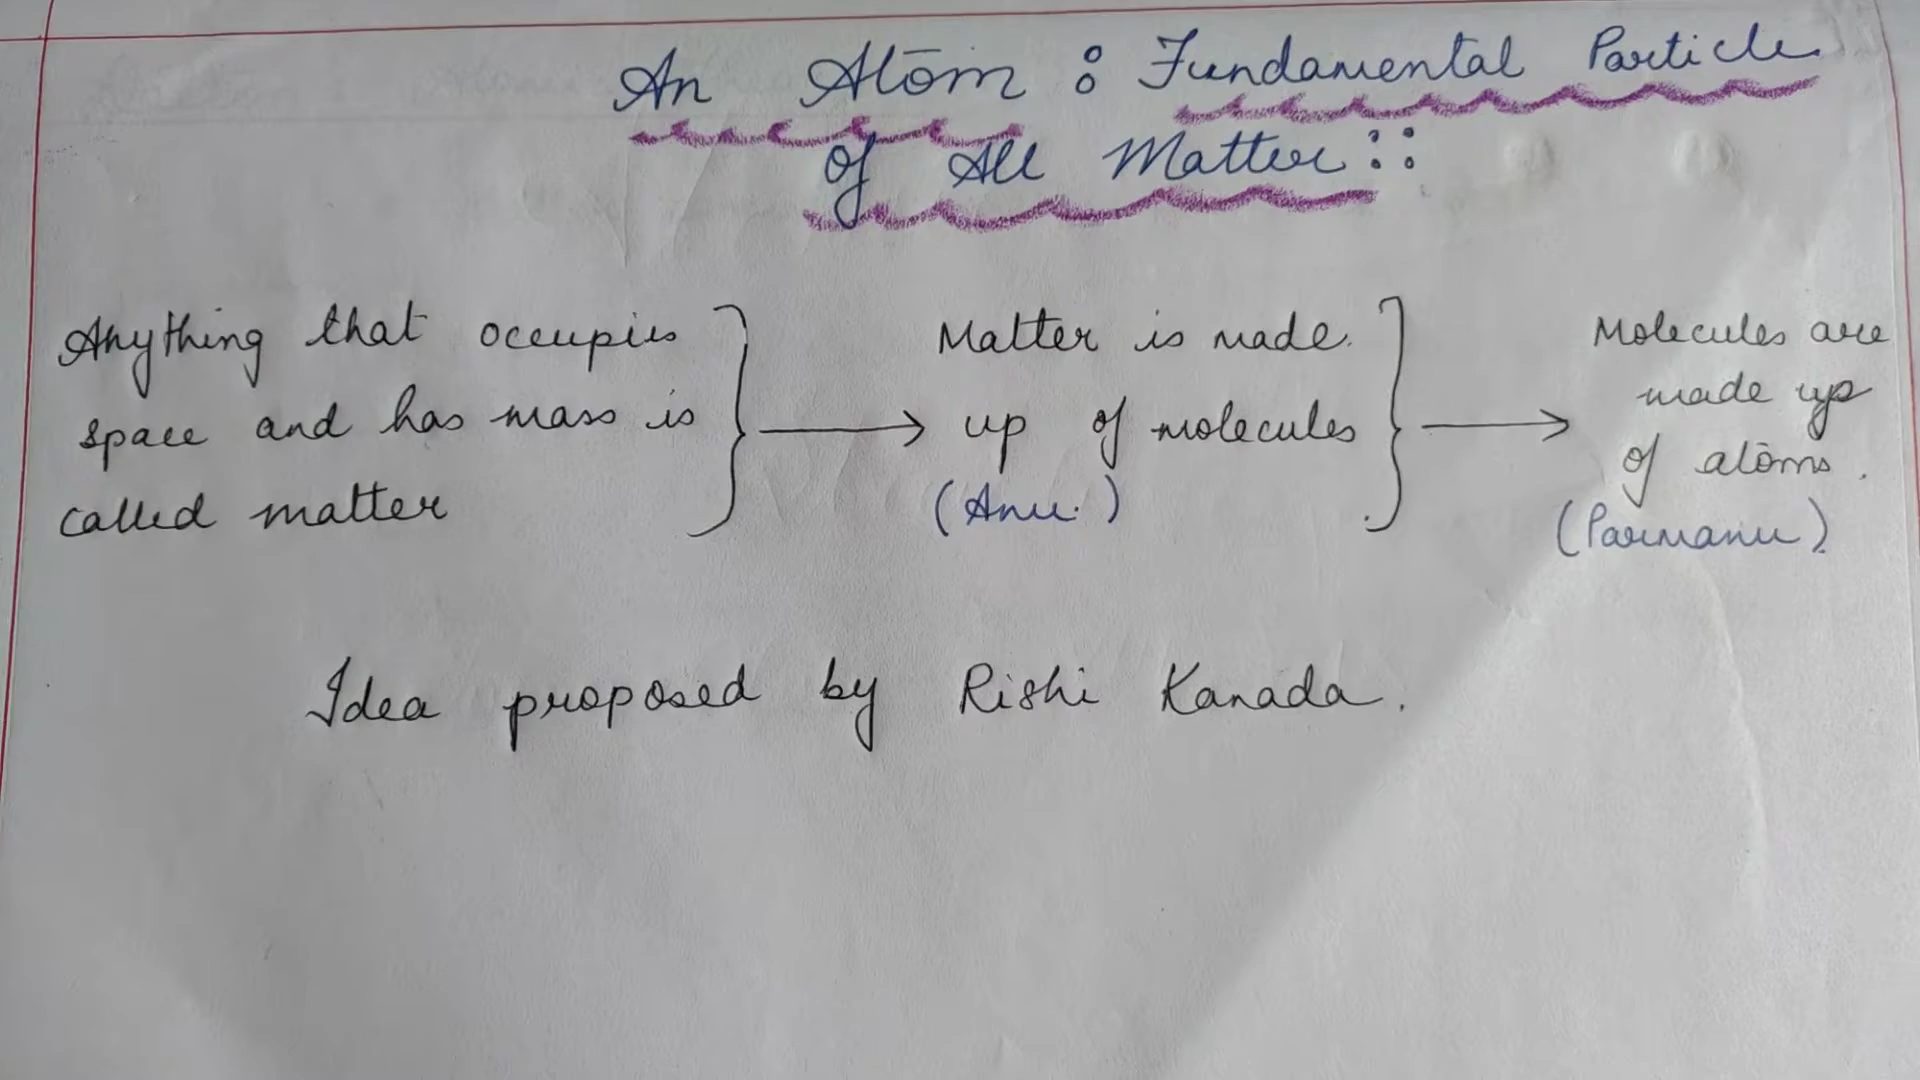 An Atom : Fundamental Particle
of All Matter ::
Anything that occupies
space and has mass is
called matter
Matter is made
up of molecules
(Anu.)
Molecules are
made up
of atoms.
(Parmanu)
Idea proposed by Rishi Kanada.